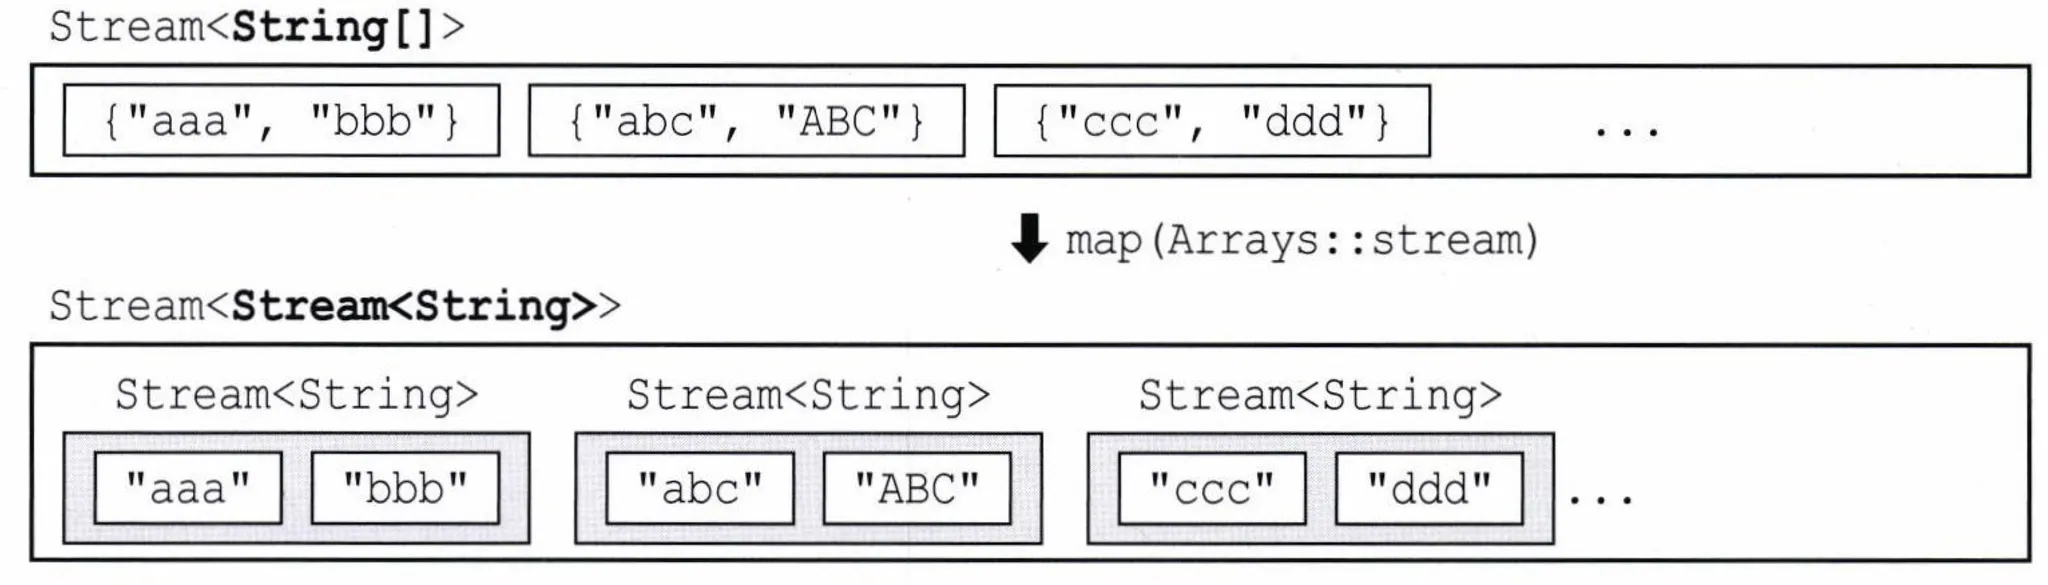 Stream<String[]>
{"aaa", "bbb"} {"abc", "ABC"} {"ccc", "ddd"} ...
map(Arrays::stream)
Stream<Stream<String>>
Stream<String> Stream<String> Stream<String>
"aaa" "bbb" "abc" "ABC" "ccc" "ddd" ...